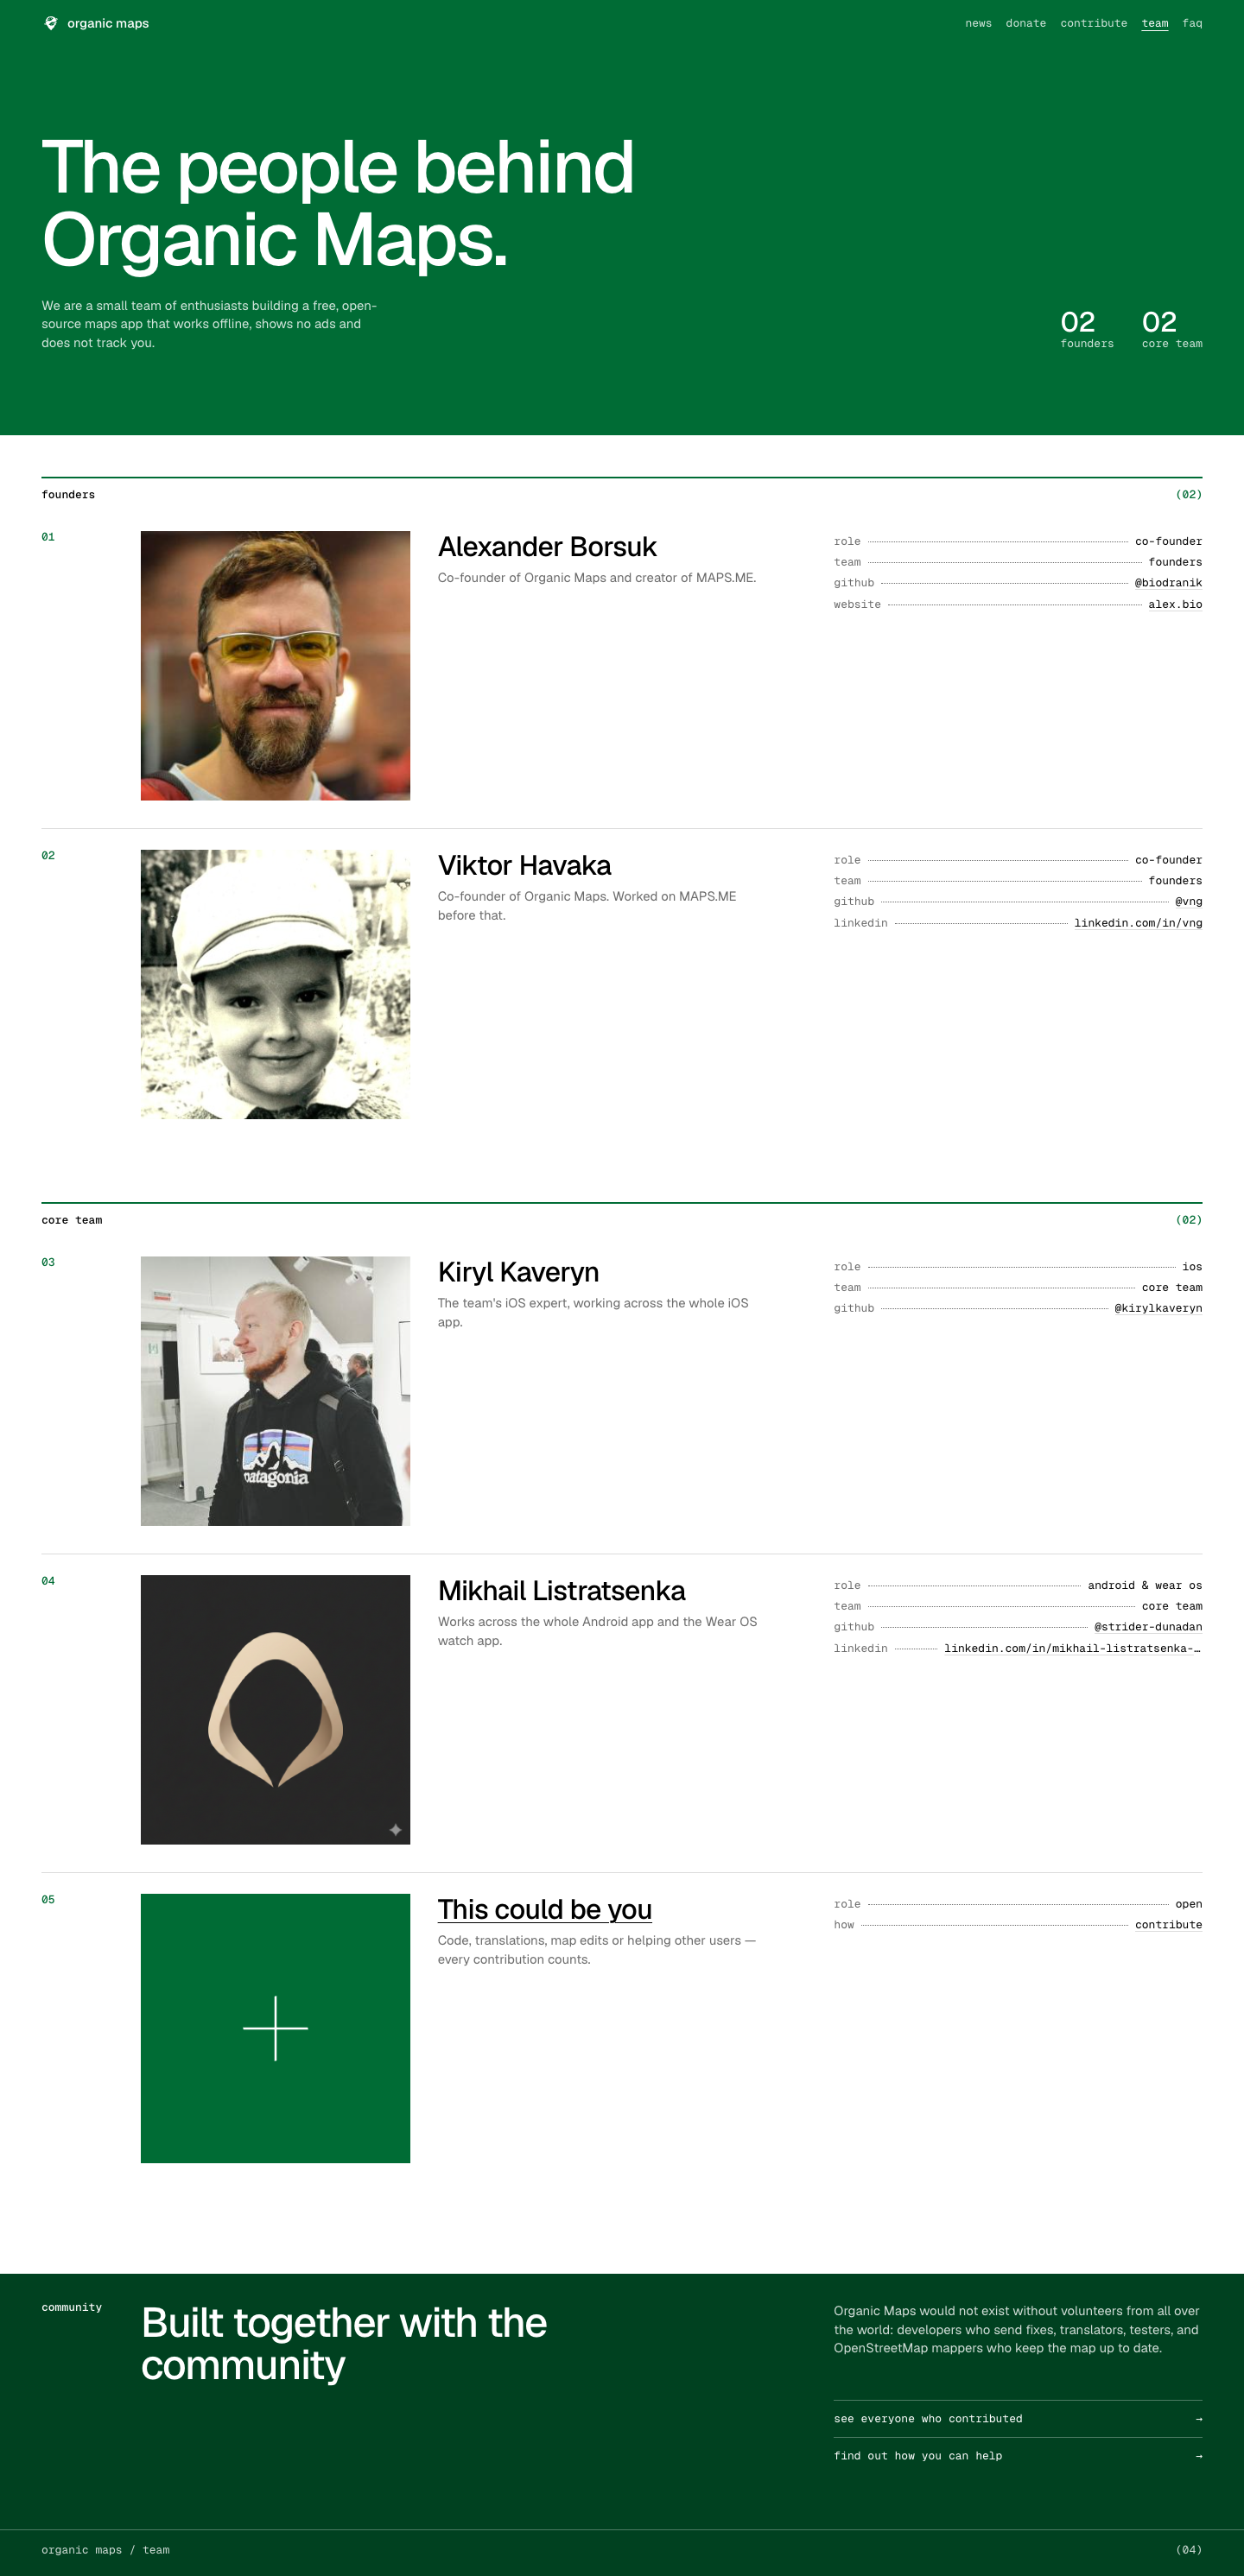 organic maps
news donate contribute team faq
The people behind
Organic Maps.
We are a small team of enthusiasts building a free, open-
source maps app that works offline, shows no ads and
does not track you.
02 02
founders core team
founders (02)
01
Alexander Borsuk
Co-founder of Organic Maps and creator of MAPS.ME.
role co-founder
team founders
github @biodranik
website alex.bio
02
Viktor Havaka
Co-founder of Organic Maps. Worked on MAPS.ME
before that.
role co-founder
team founders
github @vng
linkedin linkedin.com/in/vng
core team (02)
03
patagonia
Kiryl Kaveryn
The team's iOS expert, working across the whole iOS
app.
role ios
team core team
github @kirylkaveryn
04
Mikhail Listratsenka
Works across the whole Android app and the Wear OS
watch app.
role android & wear os
team core team
github @strider-dunadan
linkedin linkedin.com/in/mikhail-listratsenka-…
05
This could be you
Code, translations, map edits or helping other users —
every contribution counts.
role open
how contribute
community
Built together with the
community
Organic Maps would not exist without volunteers from all over
the world: developers who send fixes, translators, testers, and
OpenStreetMap mappers who keep the map up to date.
see everyone who contributed →
find out how you can help →
organic maps / team (04)